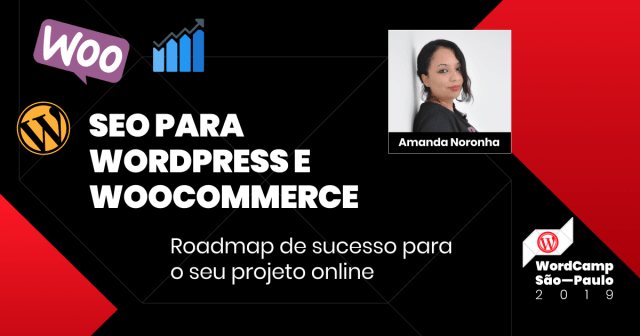 Woo
SEO PARA
WORDPRESS E
WOOCOMMERCE
Roadmap de sucesso para
o seu projeto online
Amanda Noronha
WordCamp
São—Paulo
2019